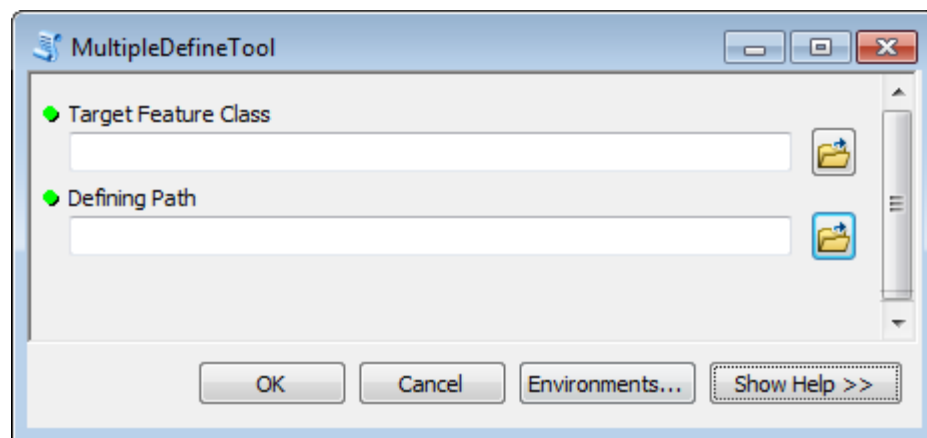 MultipleDefineTool
Target Feature Class
Defining Path
OK Cancel Environments... Show Help >>